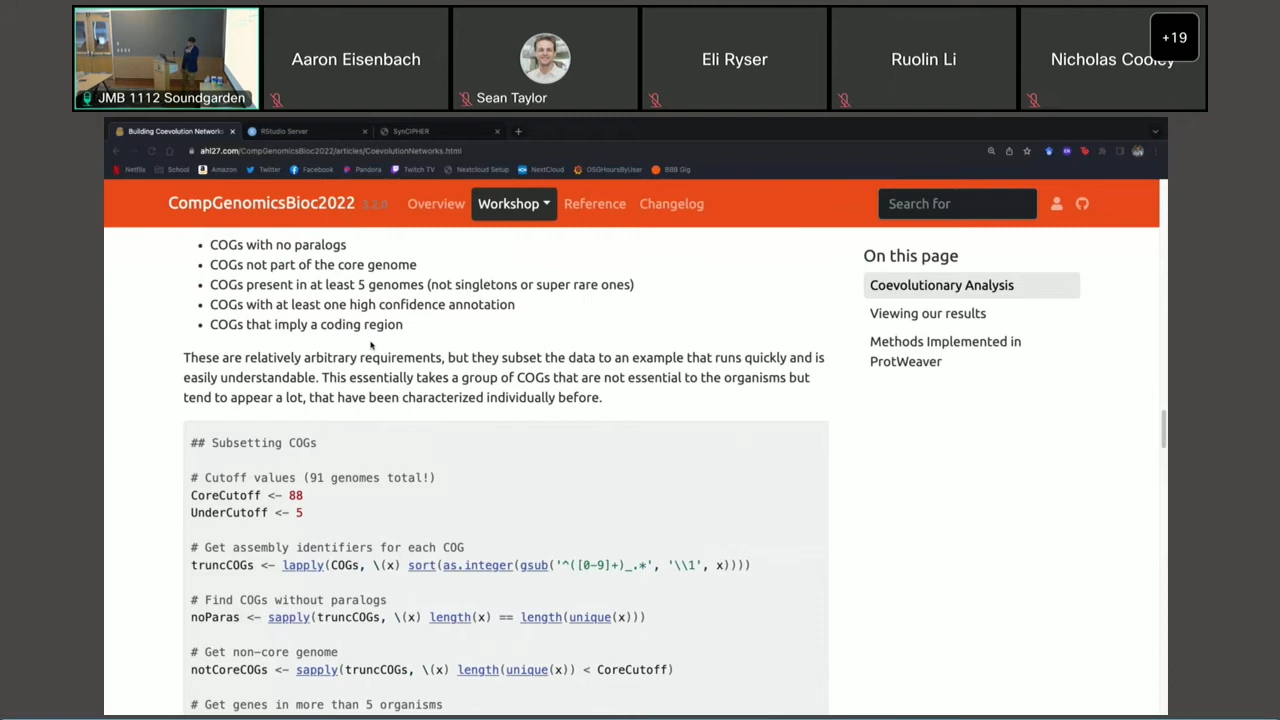 JMB 1112 Soundgarden
Aaron Eisenbach
Sean Taylor
Eli Ryser
Ruolin Li
Nicholas Cooley
+19
Building Coevolution Networks
RStudio Server
SynCIPHER
ahl27.com/CompGenomicsBioc2022/articles/CoevolutionNetworks.html
Netflix School Amazon Twitter Facebook Pandora Twitch TV Nextcloud Setup NextCloud OSGHoursByUser BBB Gig
CompGenomicsBioc2022 3.2.0 Overview Workshop Reference Changelog Search for
• COGs with no paralogs
• COGs not part of the core genome
• COGs present in at least 5 genomes (not singletons or super rare ones)
• COGs with at least one high confidence annotation
• COGs that imply a coding region
These are relatively arbitrary requirements, but they subset the data to an example that runs quickly and is
easily understandable. This essentially takes a group of COGs that are not essential to the organisms but
tend to appear a lot, that have been characterized individually before.
## Subsetting COGs
# Cutoff values (91 genomes total!)
CoreCutoff <- 88
UnderCutoff <- 5
# Get assembly identifiers for each COG
truncCOGs <- lapply(COGs, \(x) sort(as.integer(gsub('^([0-9]+)_.*', '\\1', x))))
# Find COGs without paralogs
noParas <- sapply(truncCOGs, \(x) length(x) == length(unique(x)))
# Get non-core genome
notCoreCOGs <- sapply(truncCOGs, \(x) length(unique(x)) < CoreCutoff)
# Get genes in more than 5 organisms
On this page
Coevolutionary Analysis
Viewing our results
Methods Implemented in
ProtWeaver